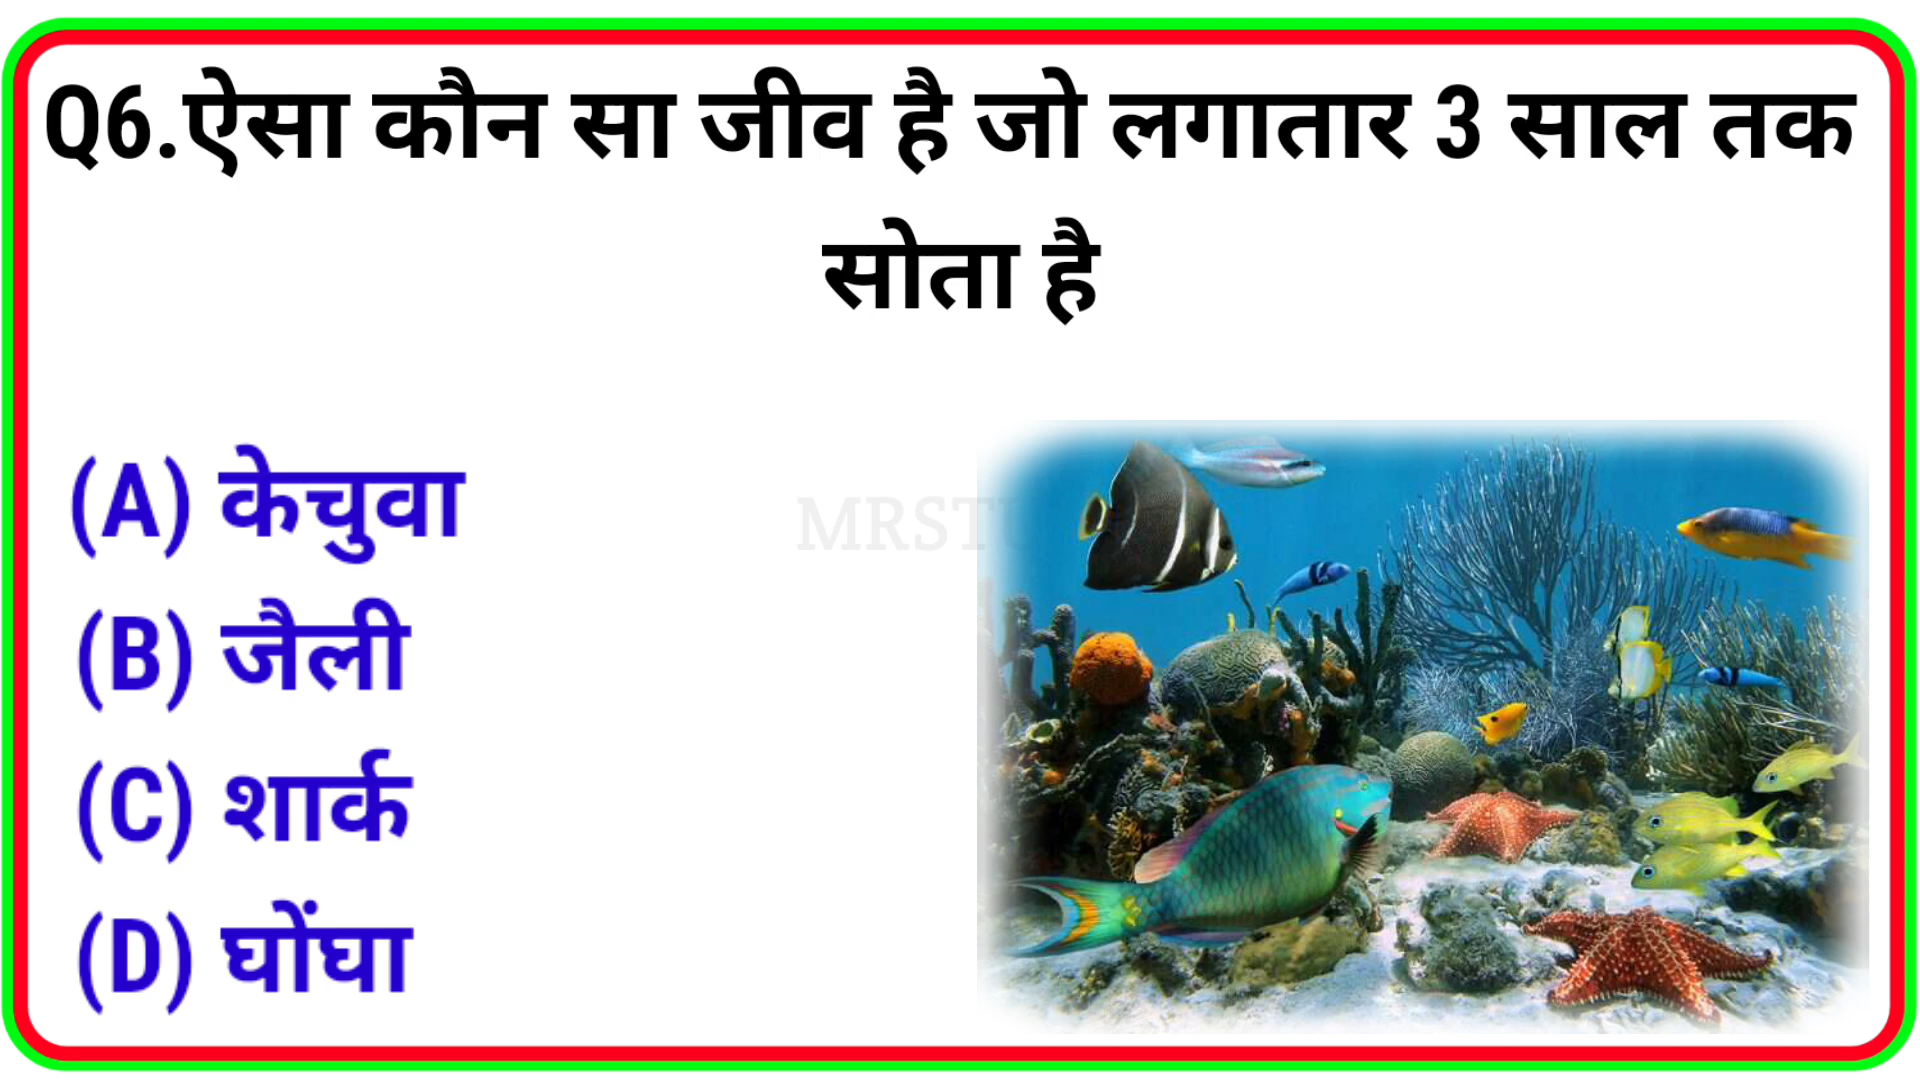 Q6.ऐसा कौन सा जीव है जो लगातार 3 साल तक
सोता है
(A) केचुवा
(B) जैली
(C) शार्क
(D) घोंघा